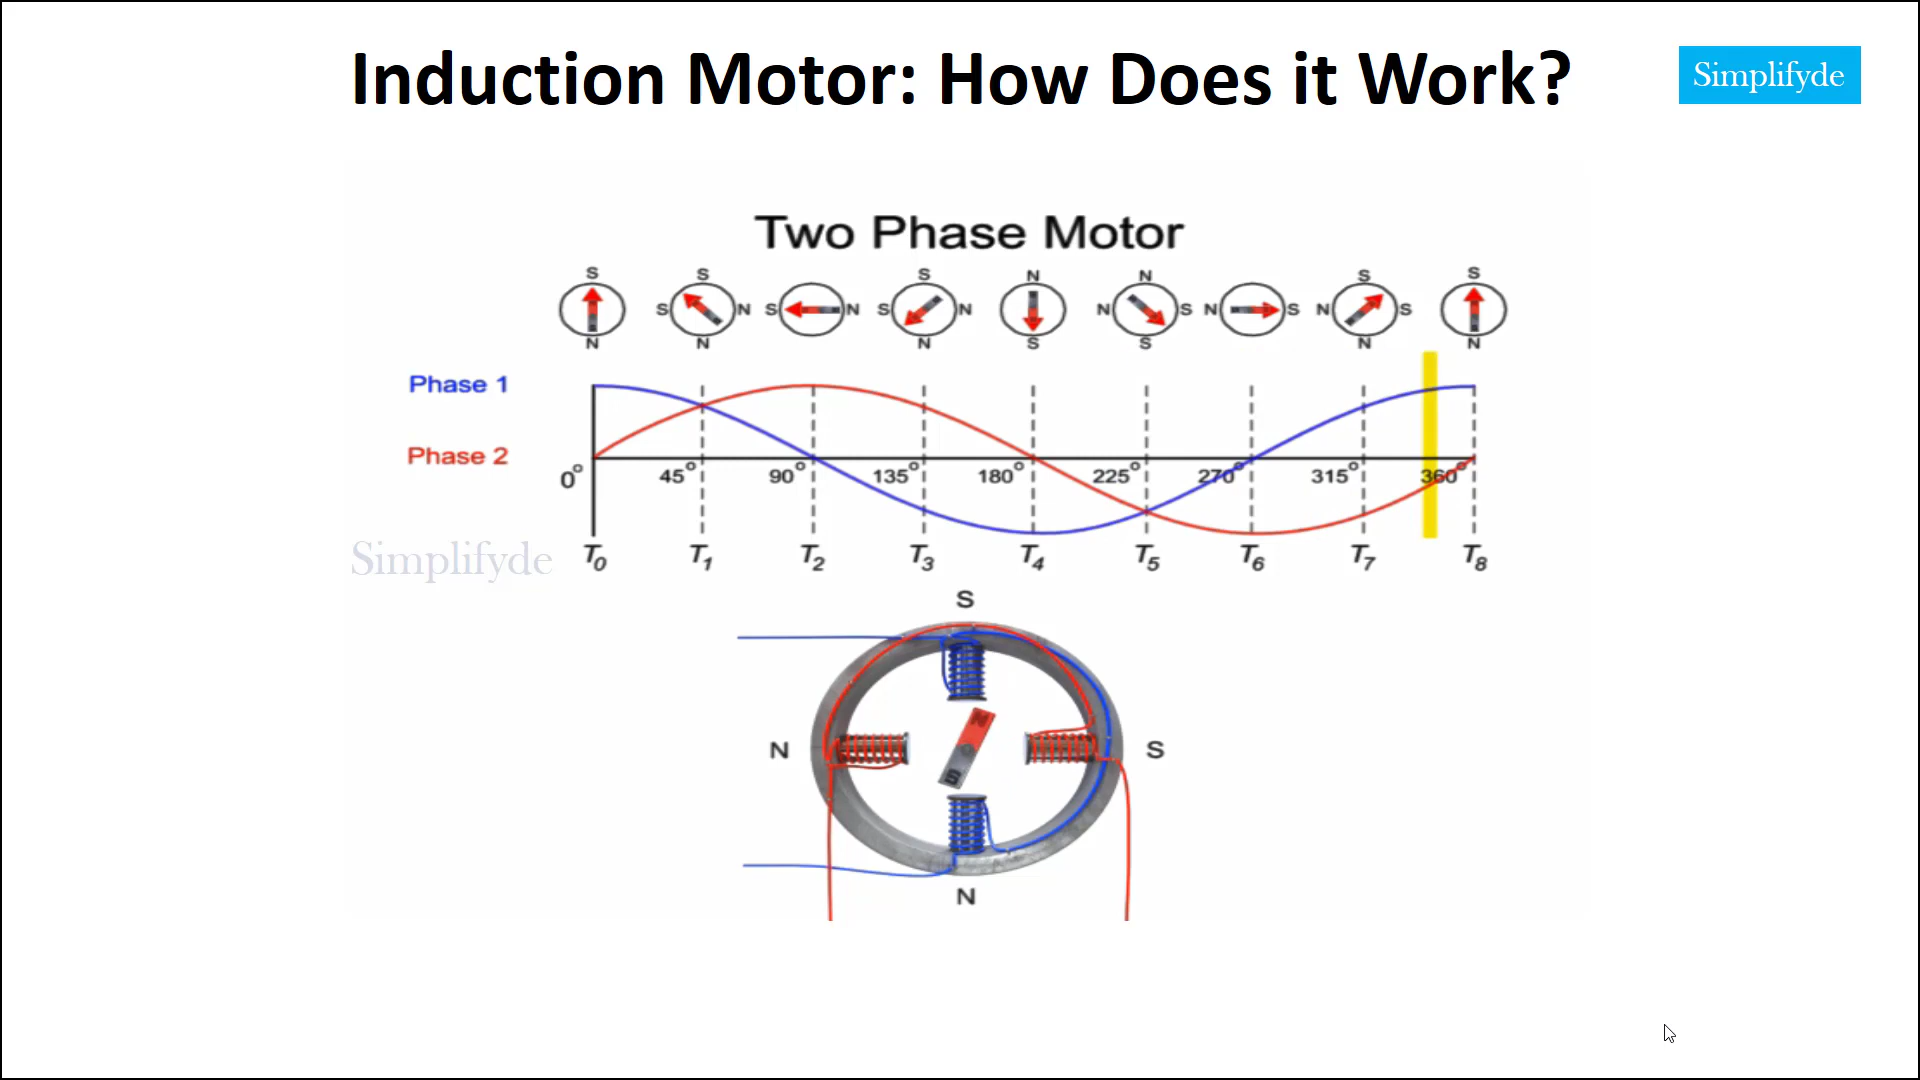 Induction Motor: How Does it Work?
Simplifyde
Two Phase Motor
S S S N N S S
S N S N S N N S N S N S
N N N S S N N
Phase 1
Phase 2
0° 45° 90° 135° 180° 225° 270° 315° 360°
Simplifyde
T0 T1 T2 T3 T4 T5 T6 T7 T8
S
N
N S
S
N